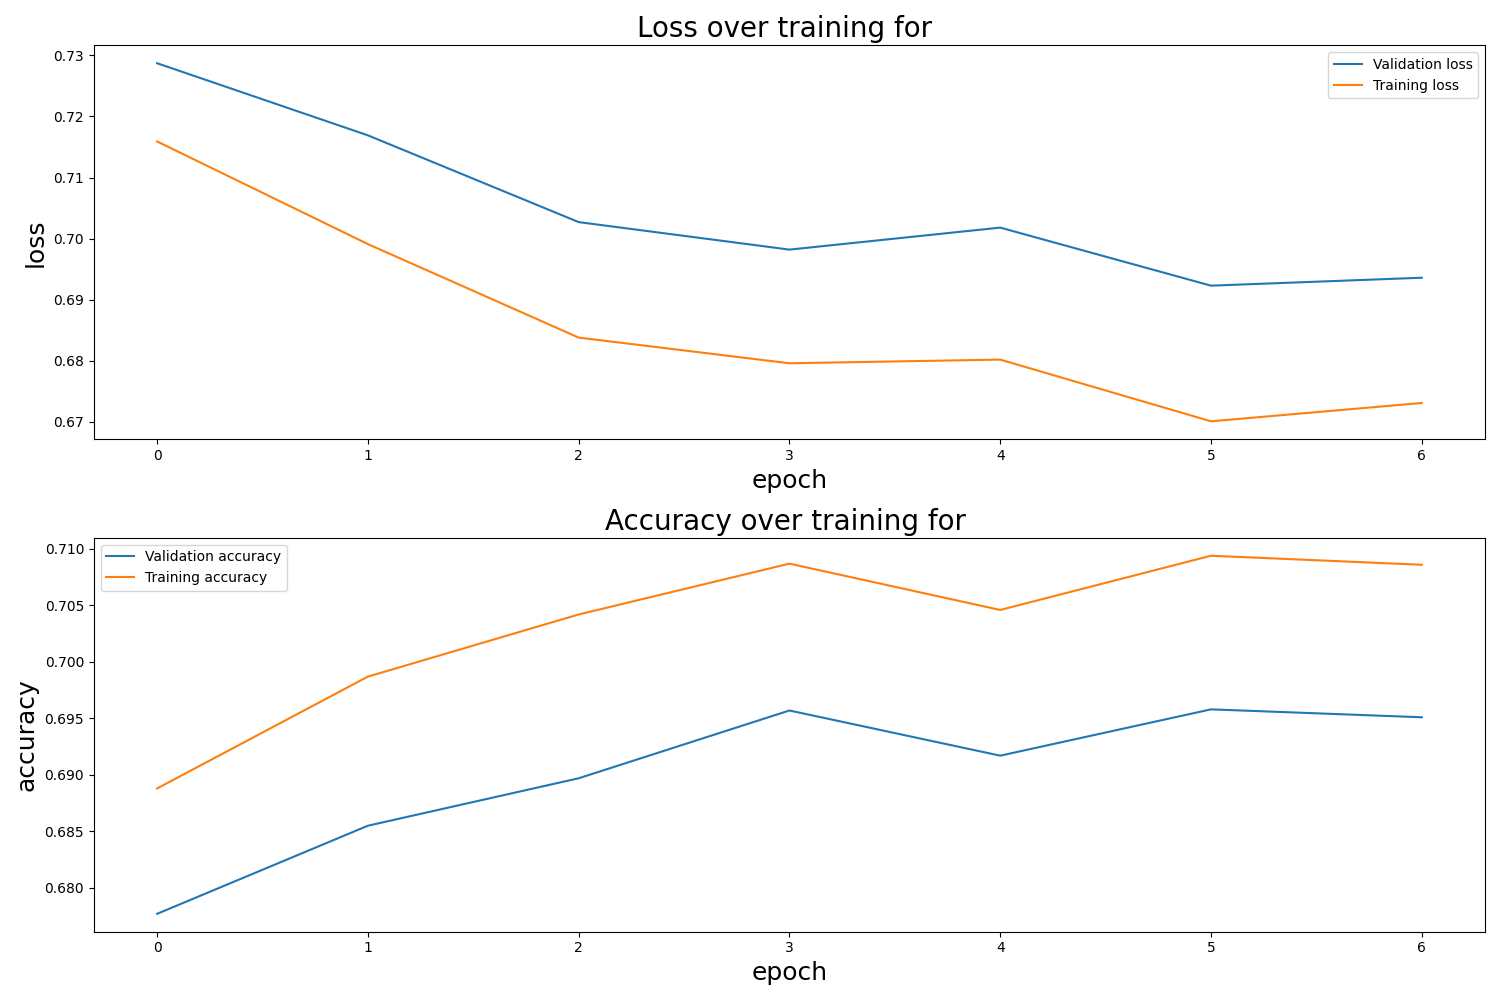 Loss over training for
0.73
0.72
0.71
0.70
0.69
0.68
0.67
loss
Validation loss
Training loss
0 1 2 3 4 5 6
epoch
Accuracy over training for
0.710
0.705
0.700
0.695
0.690
0.685
0.680
accuracy
Validation accuracy
Training accuracy
0 1 2 3 4 5 6
epoch